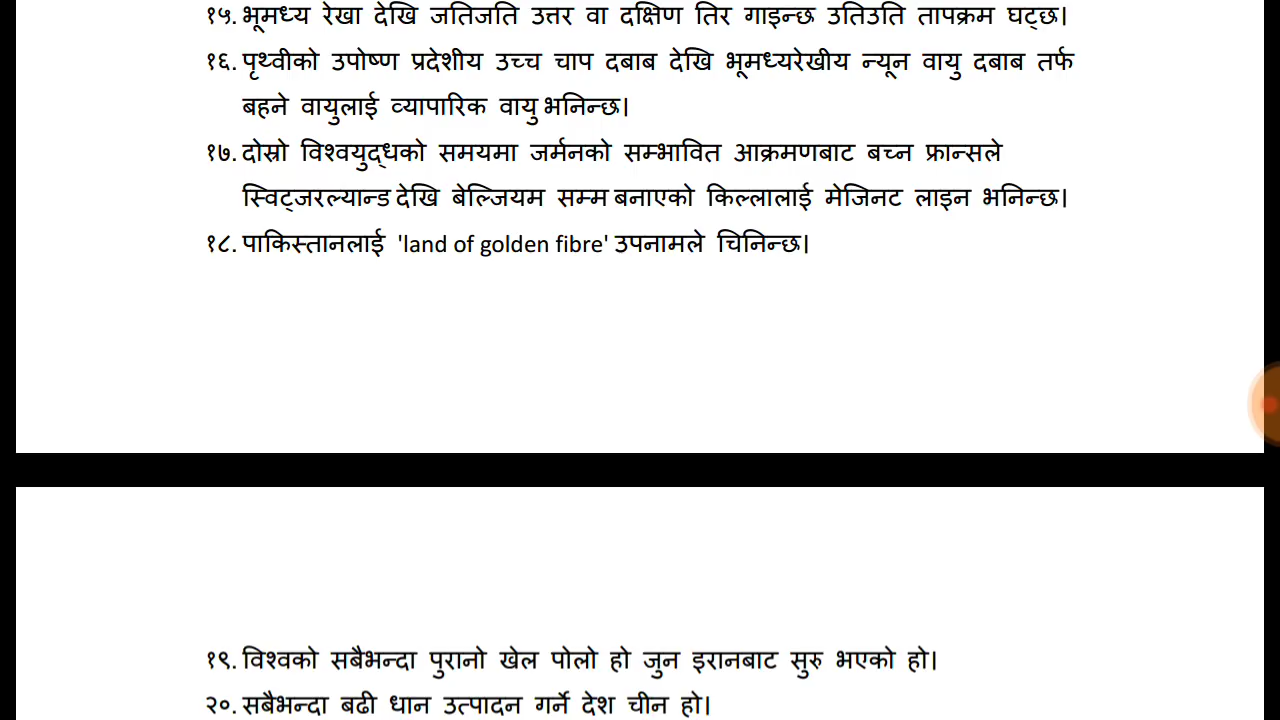 १५. भूमध्य रेखा देखि जतिजति उत्तर वा दक्षिण तिर गाइन्छ उतिउति तापक्रम घट्छ।
१६. पृथ्वीको उपोष्ण प्रदेशीय उच्च चाप दबाब देखि भूमध्यरेखीय न्यून वायु दबाब तर्फ
बहने वायुलाई व्यापारिक वायु भनिन्छ।
१७. दोस्रो विश्वयुद्धको समयमा जर्मनको सम्भावित आक्रमणबाट बच्न फ्रान्सले
स्विट्जरल्यान्ड देखि बेल्जियम सम्म बनाएको किल्लालाई मेजिनट लाइन भनिन्छ।
१८. पाकिस्तानलाई 'land of golden fibre' उपनामले चिनिन्छ।
१९. विश्वको सबैभन्दा पुरानो खेल पोलो हो जुन इरानबाट सुरु भएको हो।
२०. सबैभन्दा बढी धान उत्पादन गर्ने देश चीन हो।